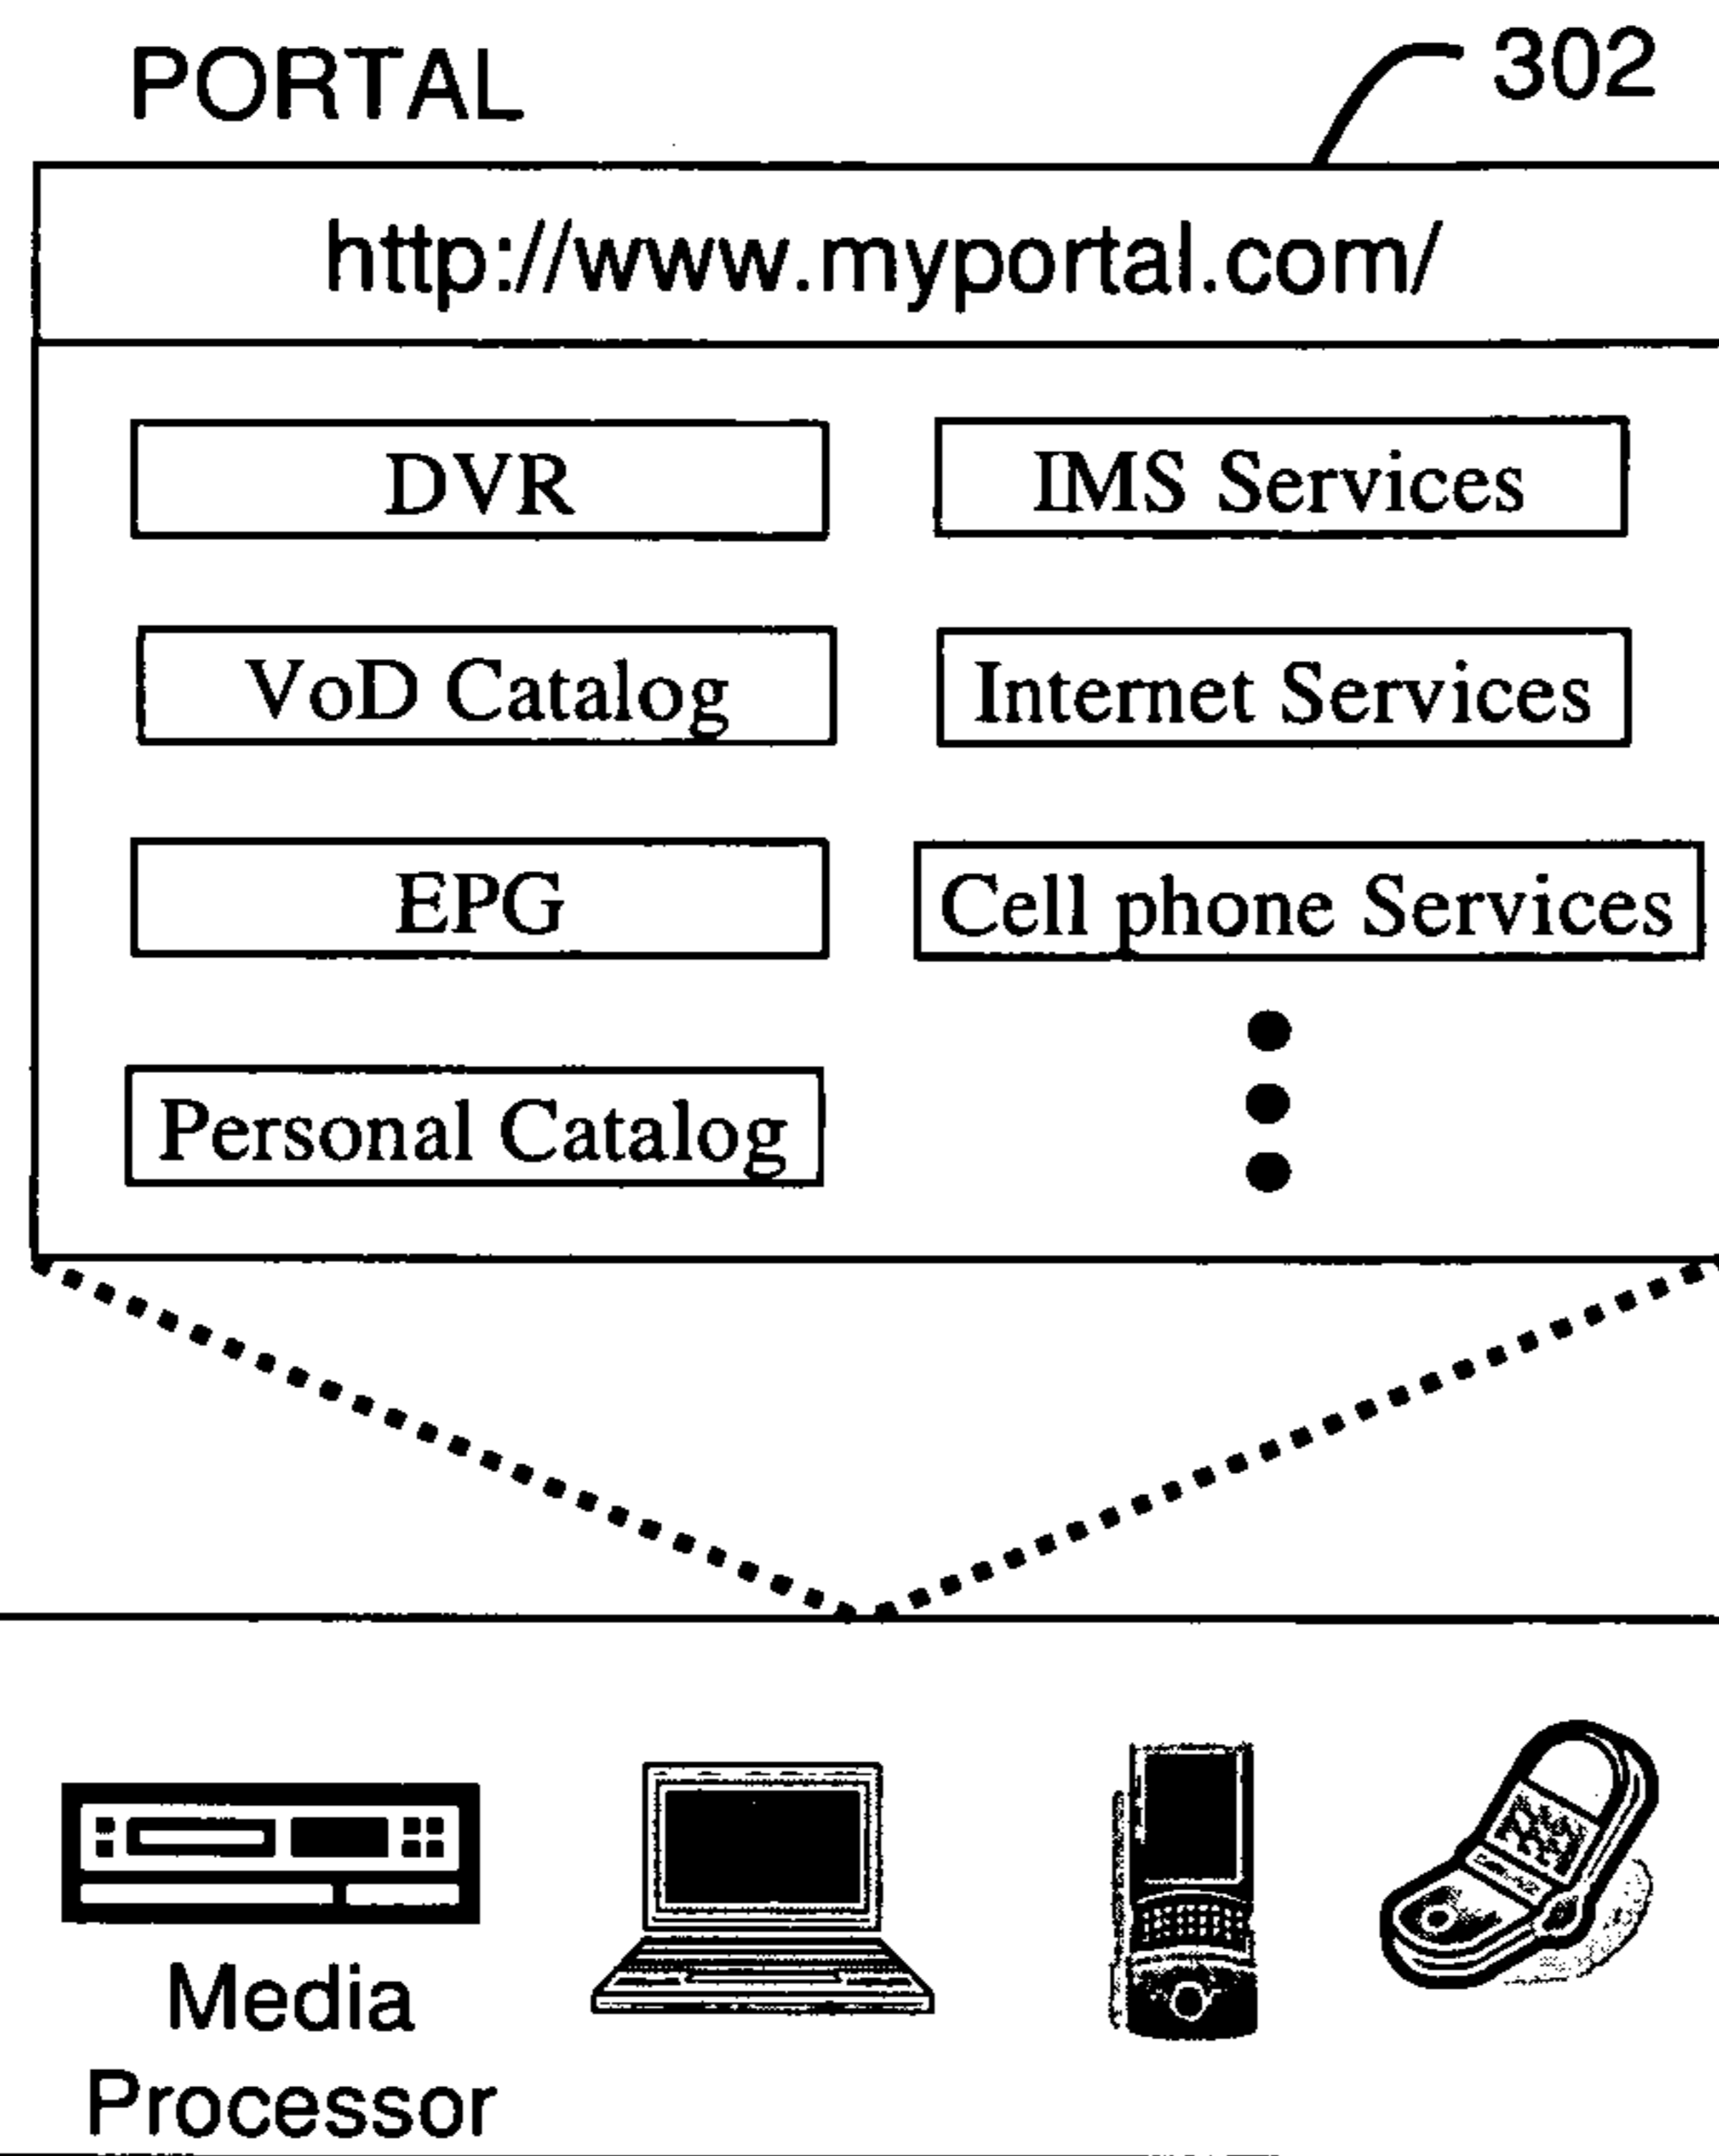 PORTAL
302
http://www.myportal.com/
DVR
IMS Services
VoD Catalog
Internet Services
EPG
Cell phone Services
Personal Catalog
Media
Processor